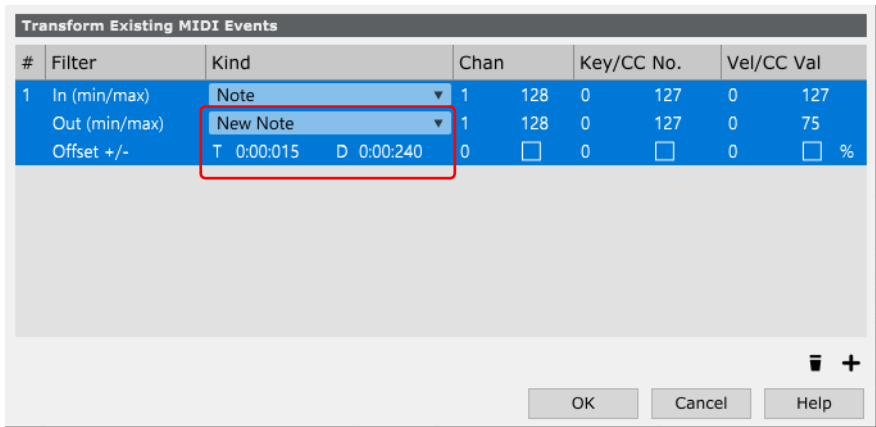 Transform Existing MIDI Events
# Filter Kind Chan Key/CC No. Vel/CC Val
1 In (min/max) Note 1 128 0 127 0 127
Out (min/max) New Note 1 128 0 127 0 75
Offset +/- T 0:00:015 D 0:00:240 0 0 0 %
OK Cancel Help